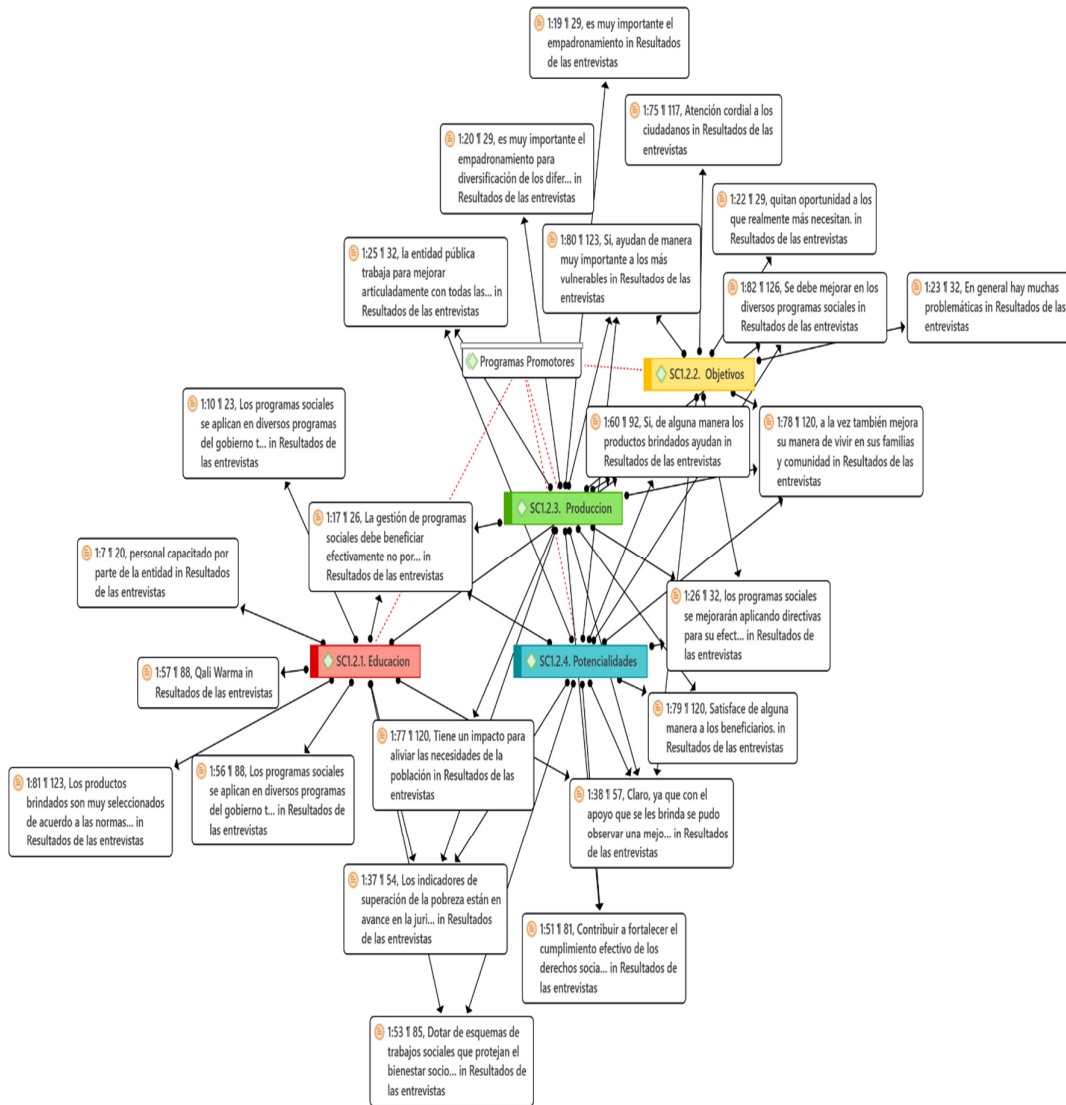 1:19 ¶ 29, es muy importante el
empadronamiento in Resultados
de las entrevistas
1:75 ¶ 117, Atención cordial a los
ciudadanos in Resultados de las
entrevistas
1:20 ¶ 29, es muy importante el
empadronamiento para
diversificación de los difer... in
Resultados de las entrevistas
1:22 ¶ 29, quitan oportunidad a los
que realmente más necesitan. in
Resultados de las entrevistas
1:25 ¶ 32, la entidad pública
trabaja para mejorar
articuladamente con todas las... in
Resultados de las entrevistas
1:80 ¶ 123, Si, ayudan de manera
muy importante a los más
vulnerables in Resultados de las
entrevistas
1:82 ¶ 126, Se debe mejorar en los
diversos programas sociales in
Resultados de las entrevistas
1:23 ¶ 32, En general hay muchas
problemáticas in Resultados de las
entrevistas
Programas Promotores
SC1.2.2. Objetivos
1:10 ¶ 23, Los programas sociales
se aplican en diversos programas
del gobierno t... in Resultados de
las entrevistas
1:60 ¶ 92, Si, de alguna manera los
productos brindados ayudan in
Resultados de las entrevistas
1:78 ¶ 120, a la vez también mejora
su manera de vivir en sus familias
y comunidad in Resultados de las
entrevistas
SC1.2.3. Produccion
1:17 ¶ 26, La gestión de programas
sociales debe beneficiar
efectivamente no por... in
Resultados de las entrevistas
1:7 ¶ 20, personal capacitado por
parte de la entidad in Resultados
de las entrevistas
1:26 ¶ 32, los programas sociales
se mejorarán aplicando directivas
para su efect... in Resultados de
las entrevistas
SC1.2.1. Educacion
SC1.2.4. Potencialidades
1:57 ¶ 88, Qali Warma in
Resultados de las entrevistas
1:79 ¶ 120, Satisface de alguna
manera a los beneficiarios. in
Resultados de las entrevistas
1:77 ¶ 120, Tiene un impacto para
aliviar las necesidades de la
población in Resultados de las
entrevistas
1:81 ¶ 123, Los productos
brindados son muy seleccionados
de acuerdo a las normas... in
Resultados de las entrevistas
1:56 ¶ 88, Los programas sociales
se aplican en diversos programas
del gobierno t... in Resultados de
las entrevistas
1:38 ¶ 57, Claro, ya que con el
apoyo que se les brinda se pudo
observar una mejo... in Resultados
de las entrevistas
1:37 ¶ 54, Los indicadores de
superación de la pobreza están en
avance en la juri... in Resultados
de las entrevistas
1:51 ¶ 81, Contribuir a fortalecer el
cumplimiento efectivo de los
derechos socia... in Resultados de
las entrevistas
1:53 ¶ 85, Dotar de esquemas de
trabajos sociales que protejan el
bienestar socio... in Resultados de
las entrevistas